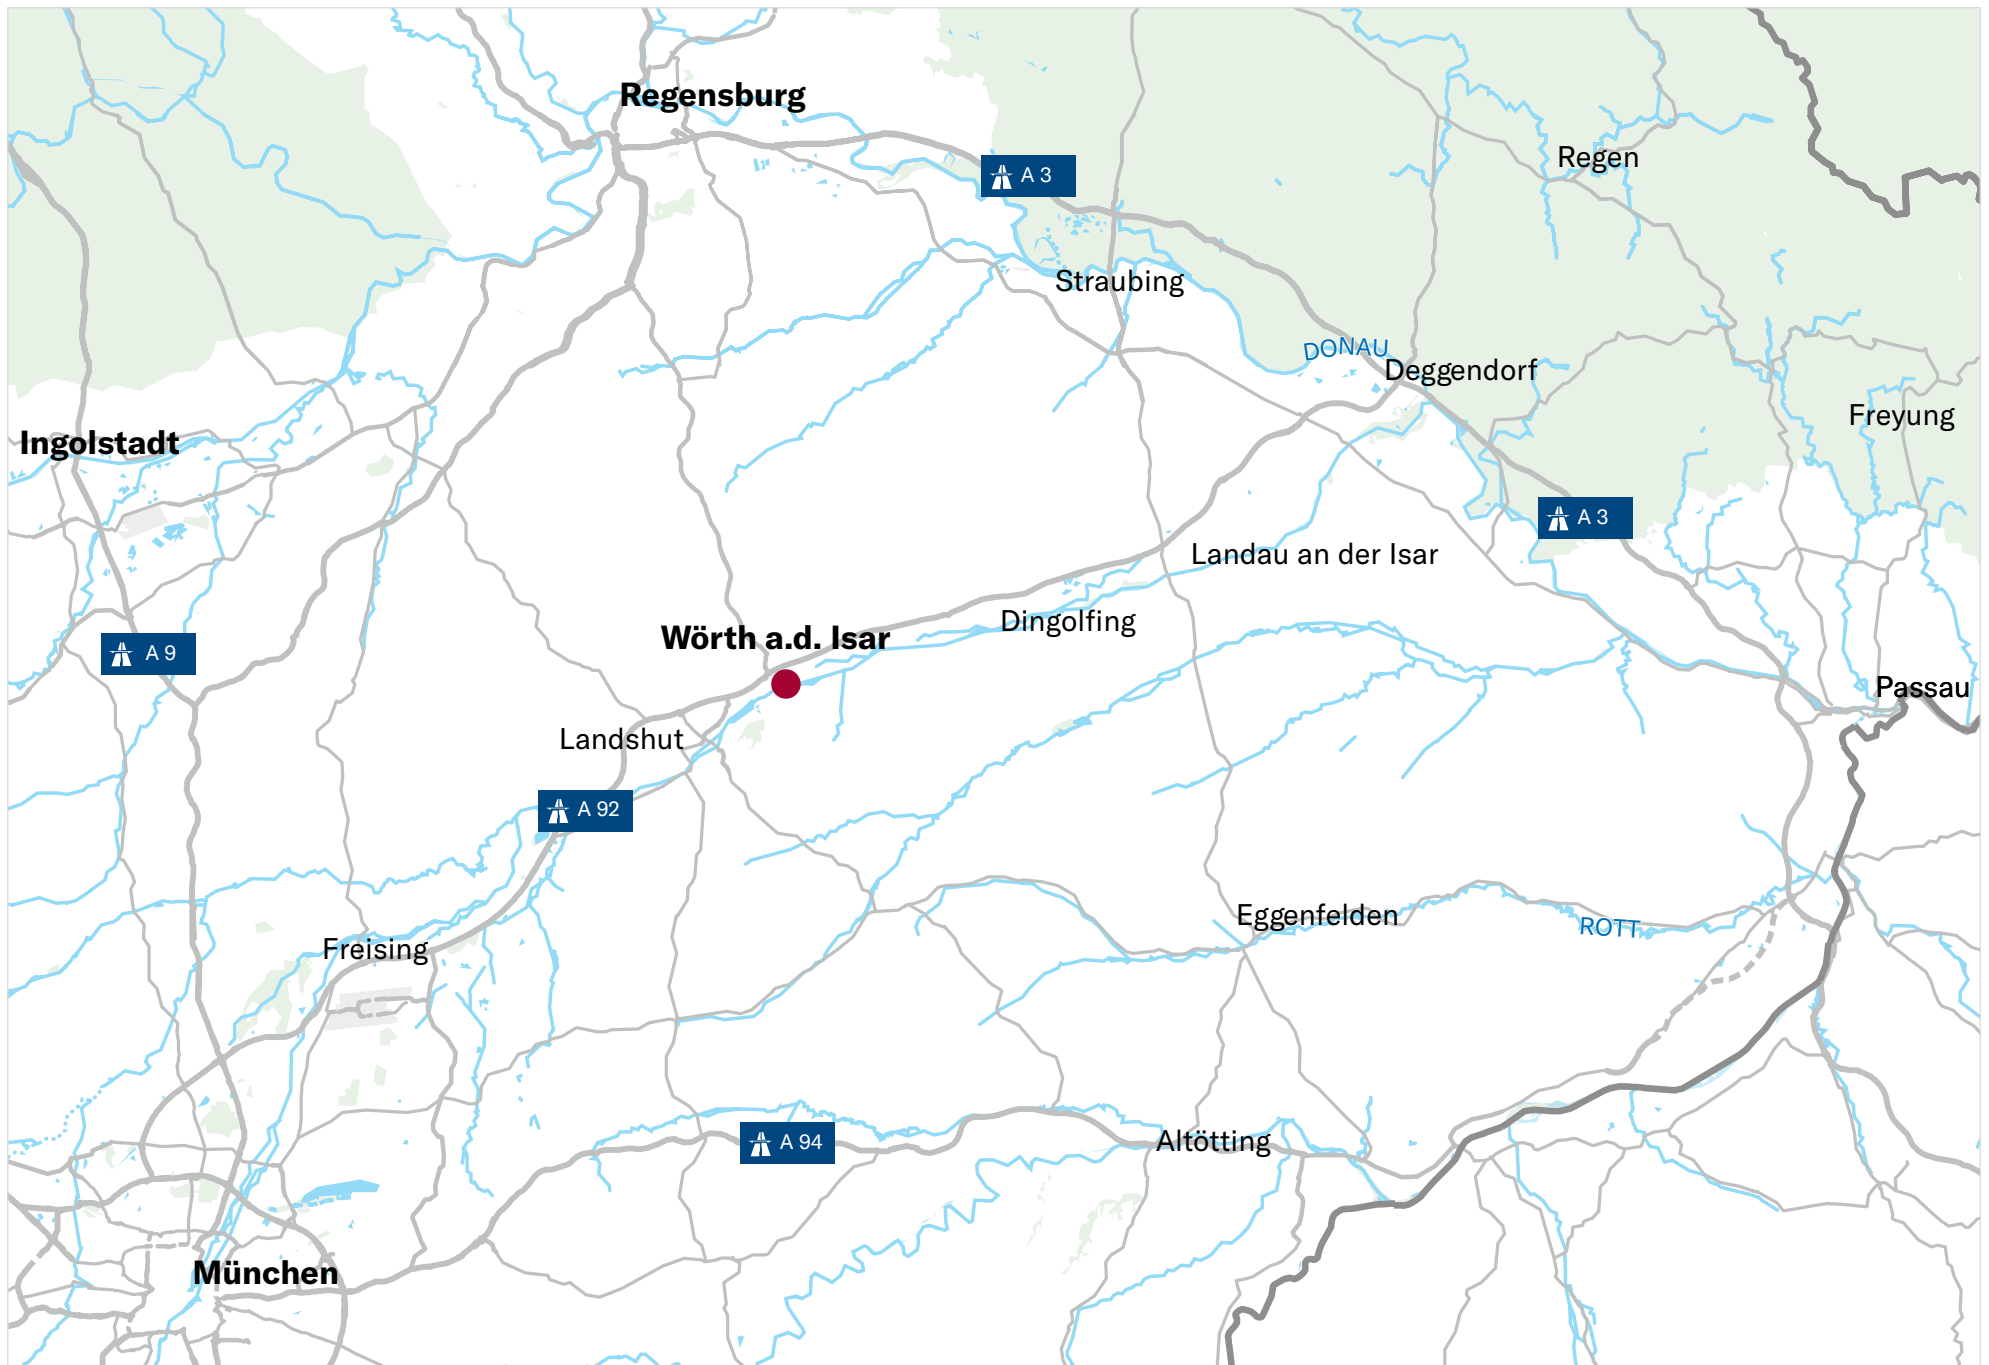 Regensburg
Regen
A 3
Straubing
DONAU
Deggendorf
Freyung
Ingolstadt
A 3
Landau an der Isar
Dingolfing
Wörth a.d. Isar
A 9
Passau
Landshut
A 92
Eggenfelden
ROTT
Freising
Altötting
A 94
München